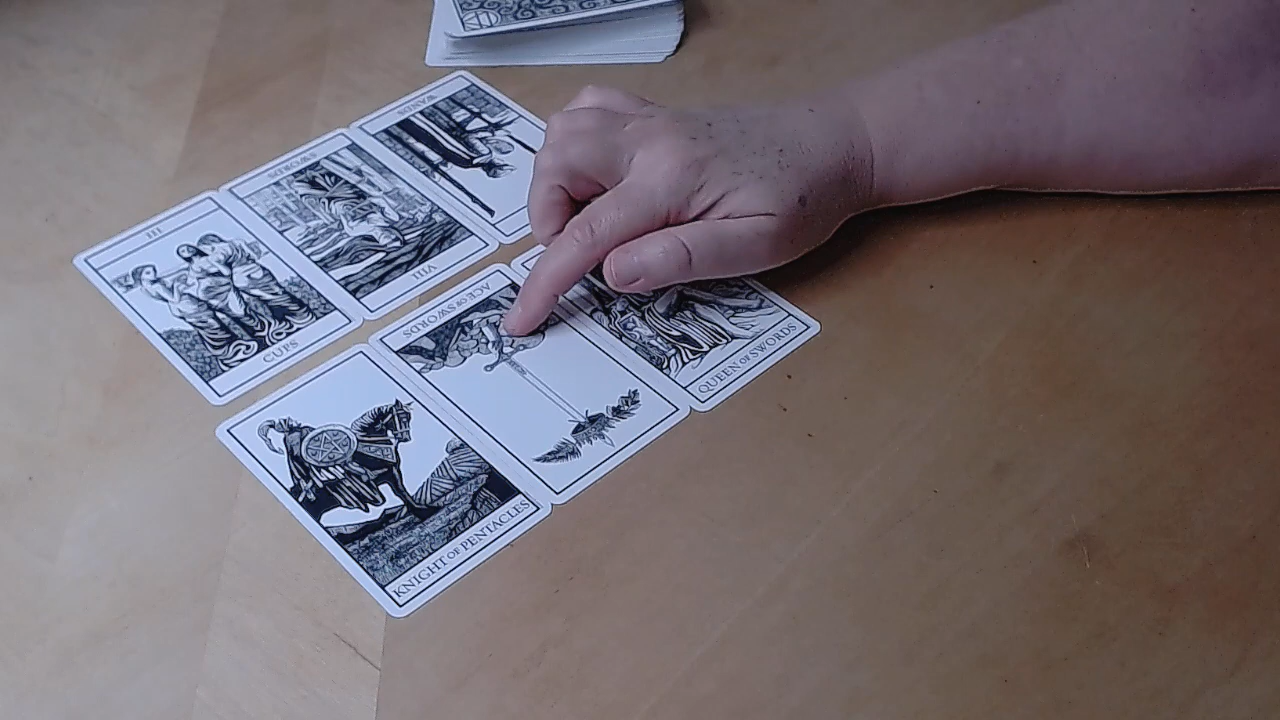 WANDS
SWORDS
III
VIII
CUPS
ACE OF SWORDS
QUEEN OF SWORDS
KNIGHT OF PENTACLES